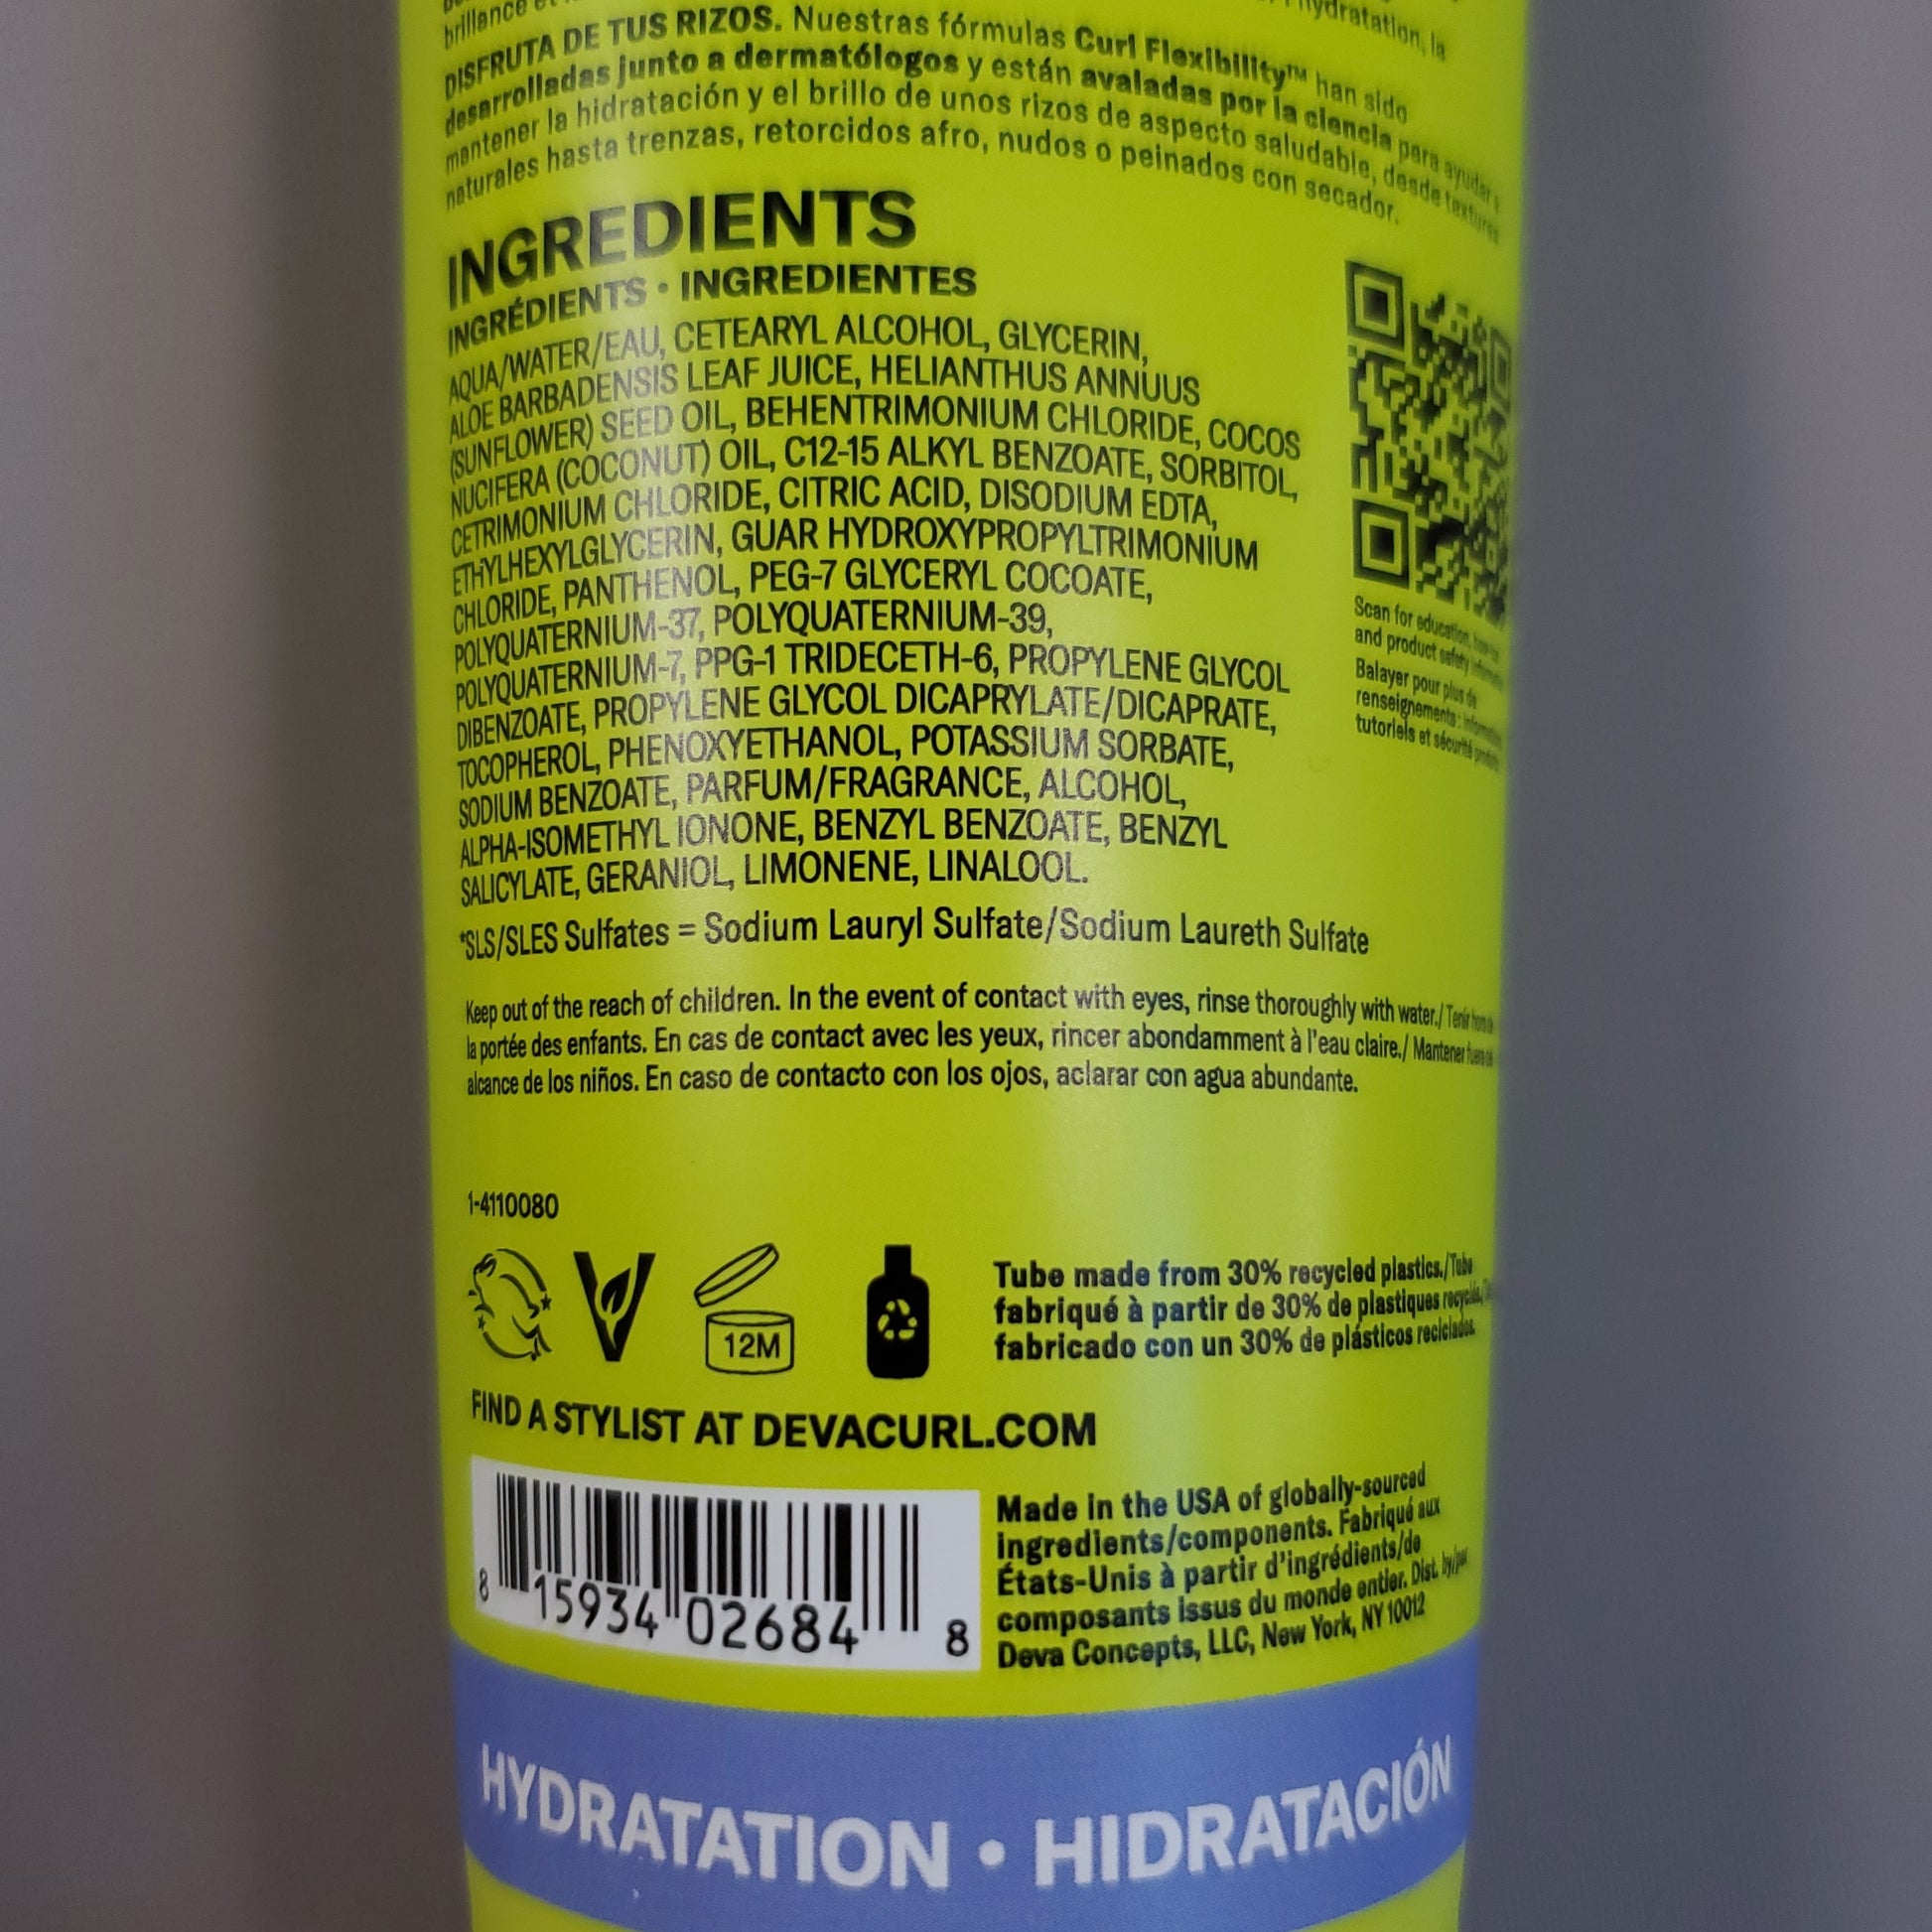 brillance et
hydratation, la
DISFRUTA DE TUS RIZOS. Nuestras fórmulas Curl Flexibility™ han sido
desarrolladas junto a dermatólogos y están avaladas por la ciencia para ayudar a
mantener la hidratación y el brillo de unos rizos de aspecto saludable, desde texturas
naturales hasta trenzas, retorcidos afro, nudos o peinados con secador.
INGREDIENTS
INGRÉDIENTS • INGREDIENTES
AQUA/WATER/EAU, CETEARYL ALCOHOL, GLYCERIN,
ALOE BARBADENSIS LEAF JUICE, HELIANTHUS ANNUUS
(SUNFLOWER) SEED OIL, BEHENTRIMONIUM CHLORIDE, COCOS
NUCIFERA (COCONUT) OIL, C12-15 ALKYL BENZOATE, SORBITOL,
CETRIMONIUM CHLORIDE, CITRIC ACID, DISODIUM EDTA,
ETHYLHEXYLGLYCERIN, GUAR HYDROXYPROPYLTRIMONIUM
CHLORIDE, PANTHENOL, PEG-7 GLYCERYL COCOATE,
POLYQUATERNIUM-37, POLYQUATERNIUM-39,
POLYQUATERNIUM-7, PPG-1 TRIDECETH-6, PROPYLENE GLYCOL
DIBENZOATE, PROPYLENE GLYCOL DICAPRYLATE/DICAPRATE,
TOCOPHEROL, PHENOXYETHANOL, POTASSIUM SORBATE,
SODIUM BENZOATE, PARFUM/FRAGRANCE, ALCOHOL,
ALPHA-ISOMETHYL IONONE, BENZYL BENZOATE, BENZYL
SALICYLATE, GERANIOL, LIMONENE, LINALOOL.
Scan for education,
and product safety
Balayer pour plus de
renseignements :
tutoriels et sécurité produits
*SLS/SLES Sulfates = Sodium Lauryl Sulfate/Sodium Laureth Sulfate
Keep out of the reach of children. In the event of contact with eyes, rinse thoroughly with water./ Tenir hors de
la portée des enfants. En cas de contact avec les yeux, rincer abondamment à l'eau claire./ Mantener fuera del
alcance de los niños. En caso de contacto con los ojos, aclarar con agua abundante.
1-4110080
12M
Tube made from 30% recycled plastics./Tube
fabriqué à partir de 30% de plastiques recyclés.
fabricado con un 30% de plásticos reciclados.
FIND A STYLIST AT DEVACURL.COM
8 15934 02684 8
Made in the USA of globally-sourced
ingredients/components. Fabriqué aux
États-Unis à partir d'ingrédients/de
composants issus du monde entier. Dist. by/par
Deva Concepts, LLC, New York, NY 10012
HYDRATATION • HIDRATACIÓN